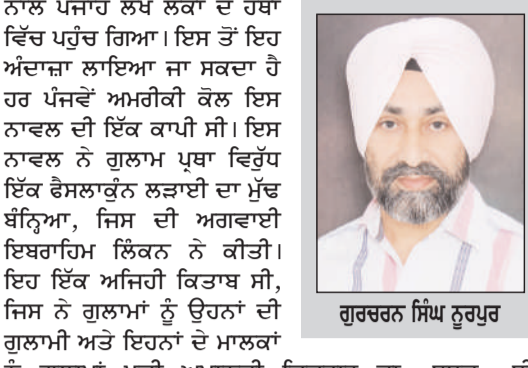 ਨਾਲ ਪੰਜਾਹ ਲੱਖ ਲੋਕਾਂ ਦੇ ਹੱਥਾਂ
ਵਿੱਚ ਪਹੁੰਚ ਗਿਆ। ਇਸ ਤੋਂ ਇਹ
ਅੰਦਾਜ਼ਾ ਲਾਇਆ ਜਾ ਸਕਦਾ ਹੈ
ਹਰ ਪੰਜਵੇਂ ਅਮਰੀਕੀ ਕੋਲ ਇਸ
ਨਾਵਲ ਦੀ ਇੱਕ ਕਾਪੀ ਸੀ। ਇਸ
ਨਾਵਲ ਨੇ ਗੁਲਾਮ ਪ੍ਰਥਾ ਵਿਰੁੱਧ
ਇੱਕ ਫੈਸਲਾਕੁੰਨ ਲੜਾਈ ਦਾ ਮੁੱਢ
ਬੰਨ੍ਹਿਆ, ਜਿਸ ਦੀ ਅਗਵਾਈ
ਇਬਰਾਹਿਮ ਲਿੰਕਨ ਨੇ ਕੀਤੀ।
ਇਹ ਇੱਕ ਅਜਿਹੀ ਕਿਤਾਬ ਸੀ,
ਜਿਸ ਨੇ ਗੁਲਾਮਾਂ ਨੂੰ ਉਹਨਾਂ ਦੀ
ਗੁਲਾਮੀ ਅਤੇ ਇਹਨਾਂ ਦੇ ਮਾਲਕਾਂ
ਗੁਰਚਰਨ ਸਿੰਘ ਨੂਰਪੁਰ